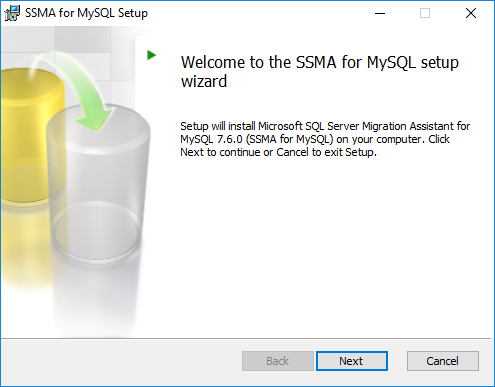 SSMA for MySQL Setup
Welcome to the SSMA for MySQL setup
wizard
Setup will install Microsoft SQL Server Migration Assistant for
MySQL 7.6.0 (SSMA for MySQL) on your computer. Click
Next to continue or Cancel to exit Setup.
Back
Next
Cancel